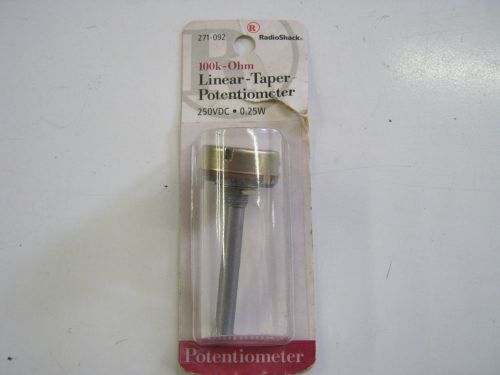 271-092
®
RadioShack®
100k-Ohm
Linear-Taper
Potentiometer
250VDC • 0.25W
Potentiometer